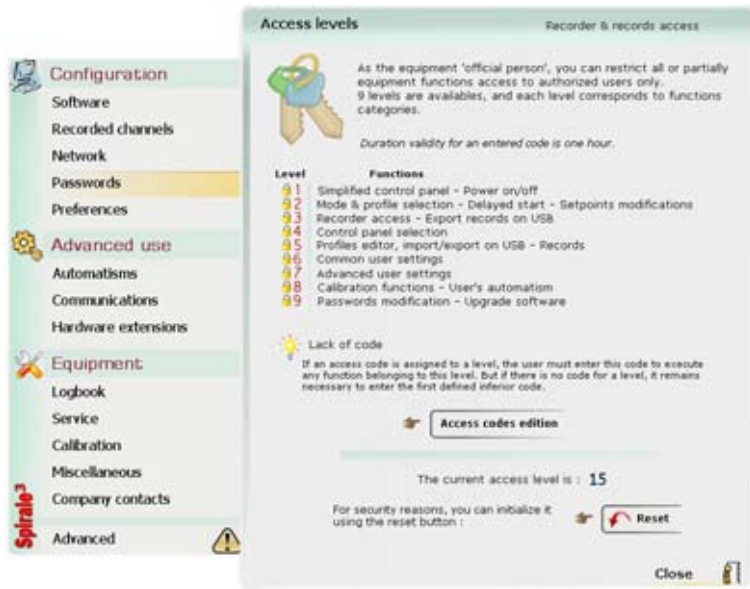 Access levels
Recorder & records access
Configuration
Software
Recorded channels
Network
Passwords
Preferences
Advanced use
Automatisms
Communications
Hardware extensions
Equipment
Logbook
Service
Calibration
Miscellaneous
Company contacts
Advanced
Spirale³
As the equipment 'official person', you can restrict all or partially
equipment functions access to authorized users only.
9 levels are available, and each level corresponds to functions
categories.
Duration validity for an entered code is one hour.
Level Functions
1 Simplified control panel - Power on/off
2 Mode & profile selection - Delayed start - Setpoints modifications
3 Recorder access - Export records on USB
4 Control panel selection
5 Profiles editor, import/export on USB - Records
6 Common user settings
7 Advanced user settings
8 Calibration functions - User's automatism
9 Passwords modification - Upgrade software
Lack of code
If an access code is assigned to a level, the user must enter this code to execute
any function belonging to this level. But if there is no code for a level, it remains
necessary to enter the first defined inferior code.
Access codes edition
The current access level is : 15
For security reasons, you can initialize it
using the reset button :
Reset
Close